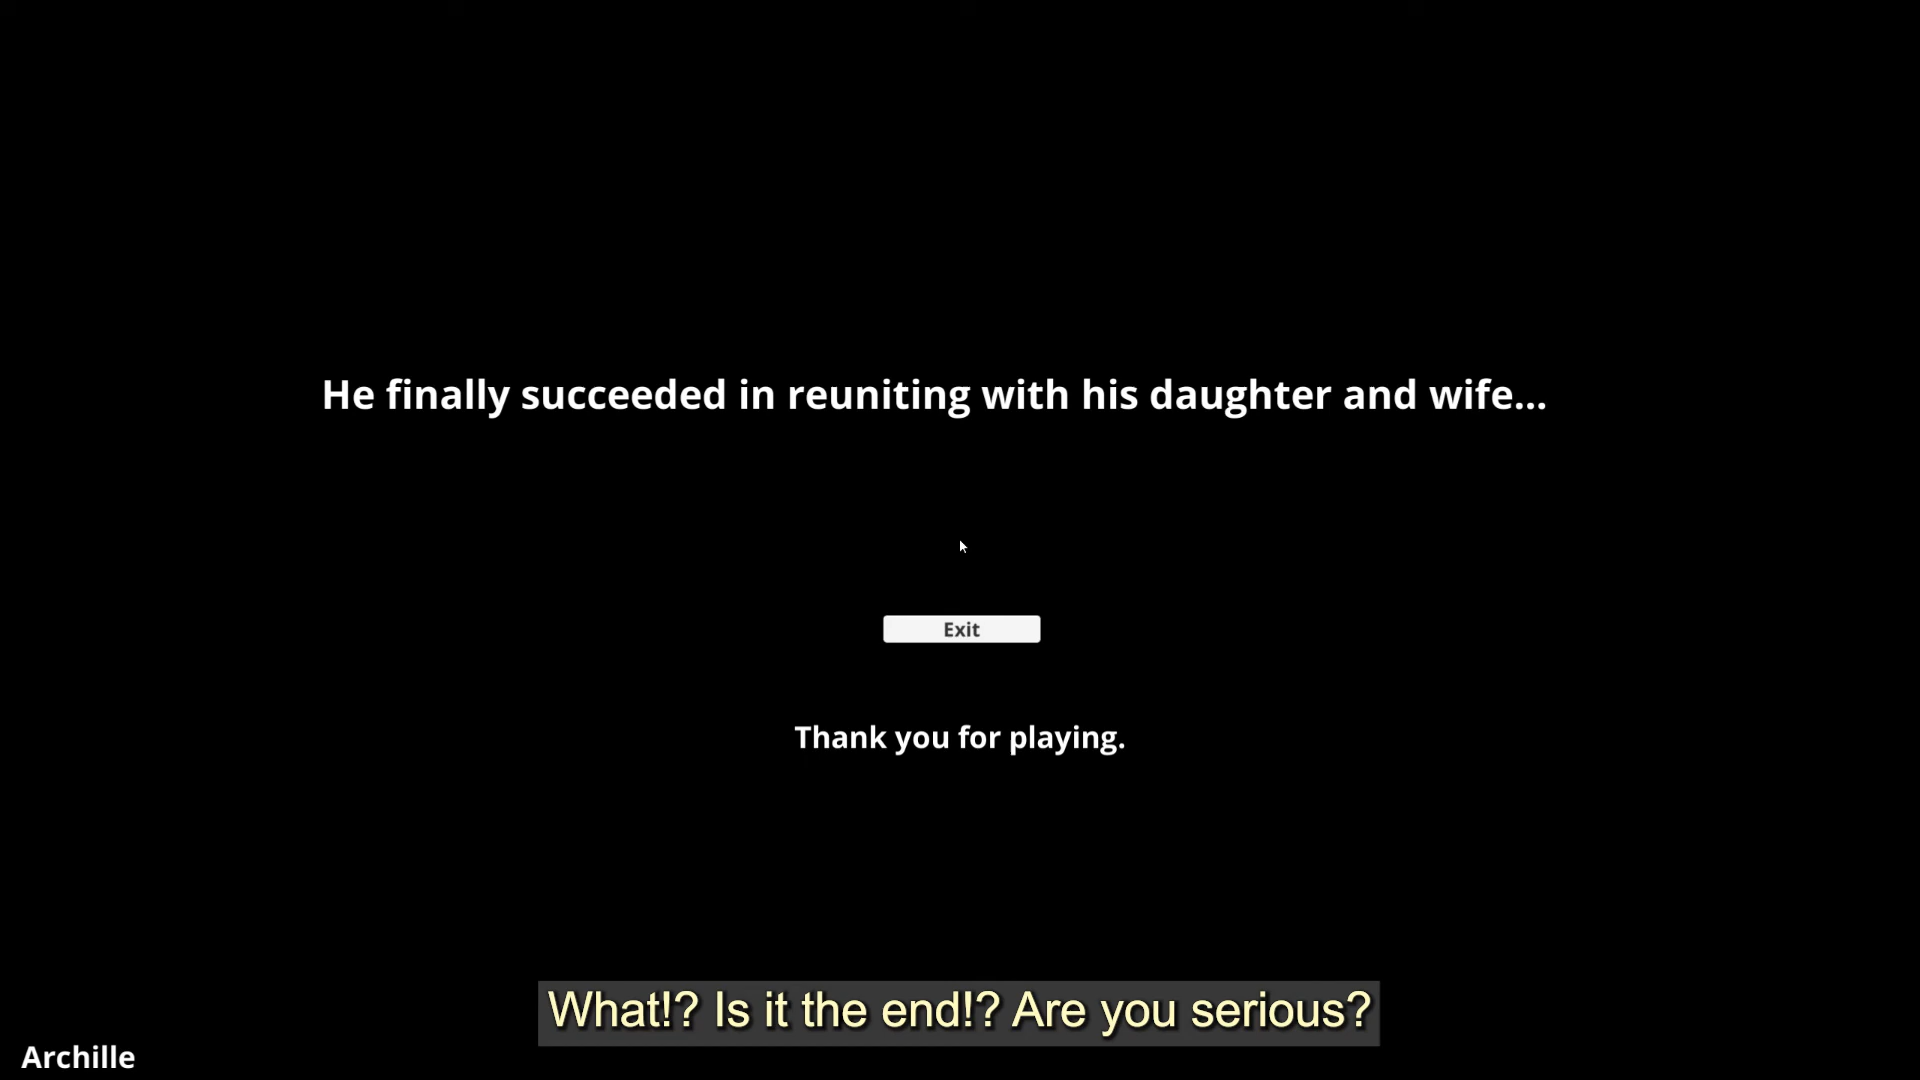 He finally succeeded in reuniting with his daughter and wife...
Exit
Thank you for playing.
What!? Is it the end!? Are you serious?
Archille